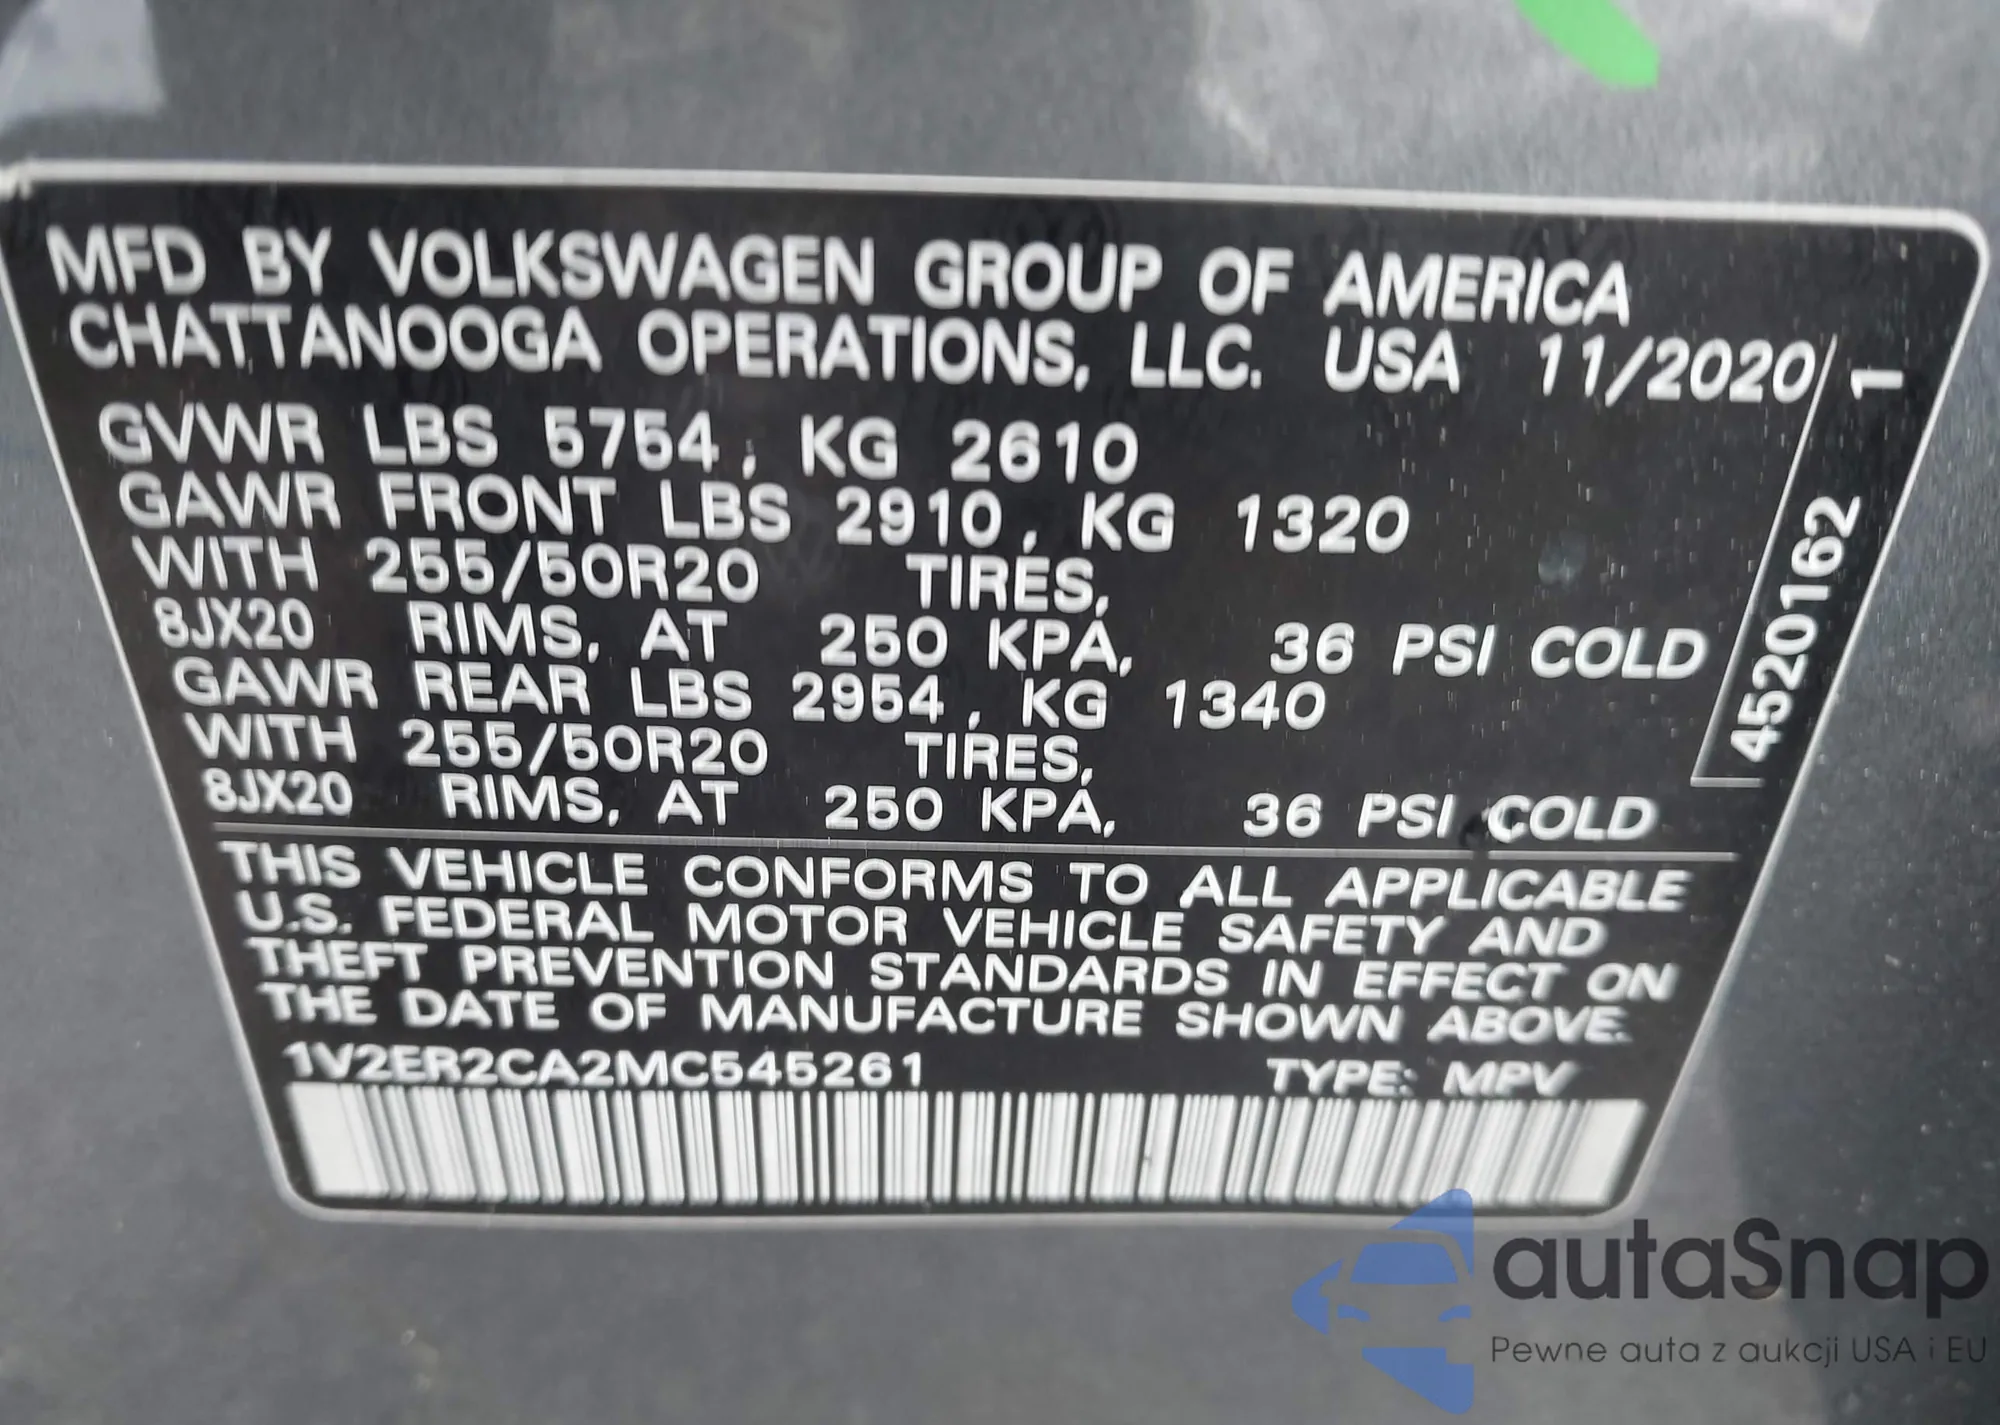 MFD BY VOLKSWAGEN GROUP OF AMERICA
CHATTANOOGA OPERATIONS, LLC. USA 11/2020
GVWR LBS 5754, KG 2610
GAWR FRONT LBS 2910, KG 1320
WITH 255/50R20 TIRES,
8JX20 RIMS, AT 250 KPA, 36 PSI COLD
GAWR REAR LBS 2954, KG 1340
WITH 255/50R20 TIRES,
8JX20 RIMS, AT 250 KPA, 36 PSI COLD
THIS VEHICLE CONFORMS TO ALL APPLICABLE
U.S. FEDERAL MOTOR VEHICLE SAFETY AND
THEFT PREVENTION STANDARDS IN EFFECT ON
THE DATE OF MANUFACTURE SHOWN ABOVE.
1V2ER2CA2MC545261 TYPE: MPV
4520162 1
autaSnap
Pewne auta z aukcji USA i EU